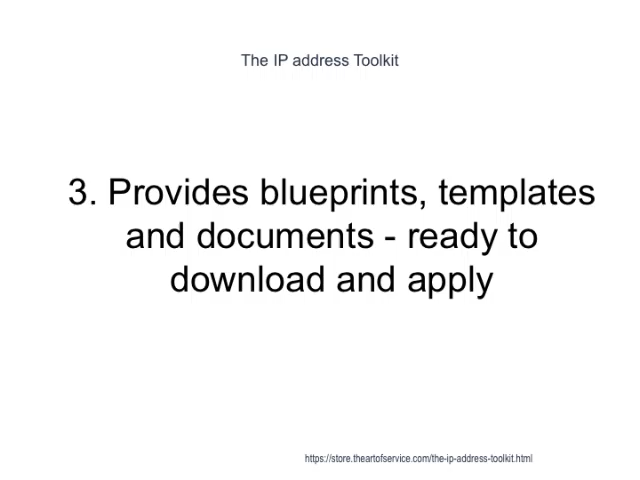 The IP address Toolkit
3. Provides blueprints, templates
and documents - ready to
download and apply
https://store.theartofservice.com/the-ip-address-toolkit.html